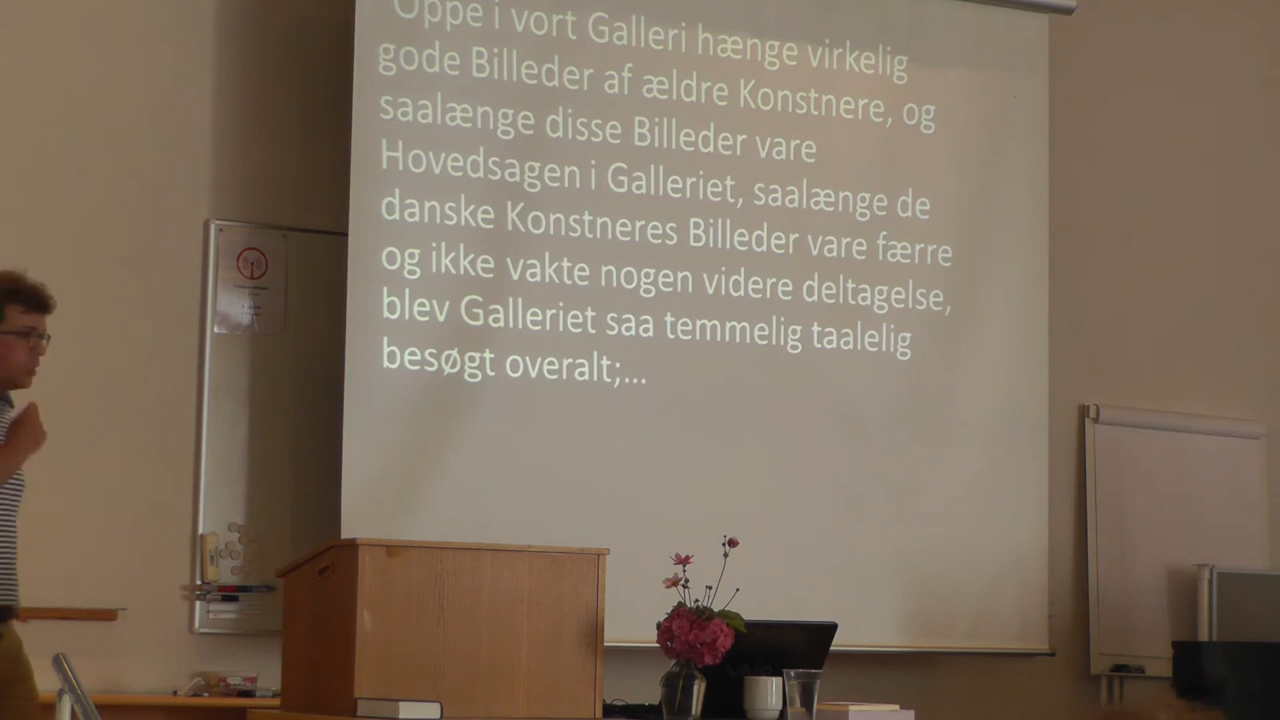 Oppe i vort Galleri hænge virkelig
gode Billeder af ældre Konstnere, og
saalænge disse Billeder vare
Hovedsagen i Galleriet, saalænge de
danske Konstneres Billeder vare færre
og ikke vakte nogen videre deltagelse,
blev Galleriet saa temmelig taalelig
besøgt overalt;...